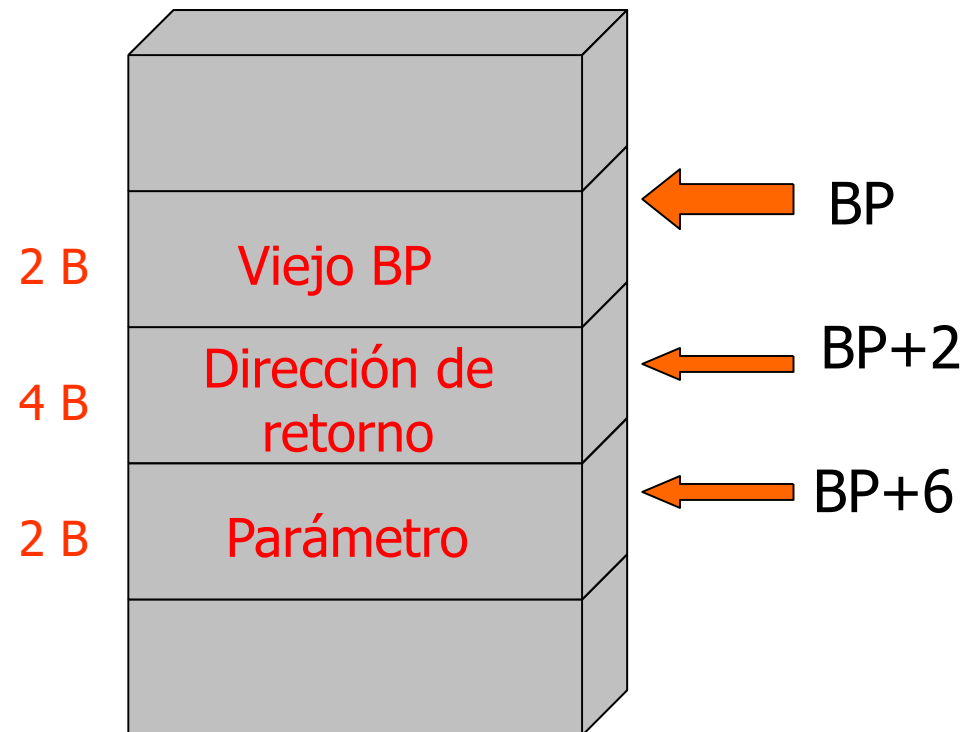 BP
2 B
Viejo BP
BP+2
4 B
Dirección de
retorno
BP+6
2 B
Parámetro